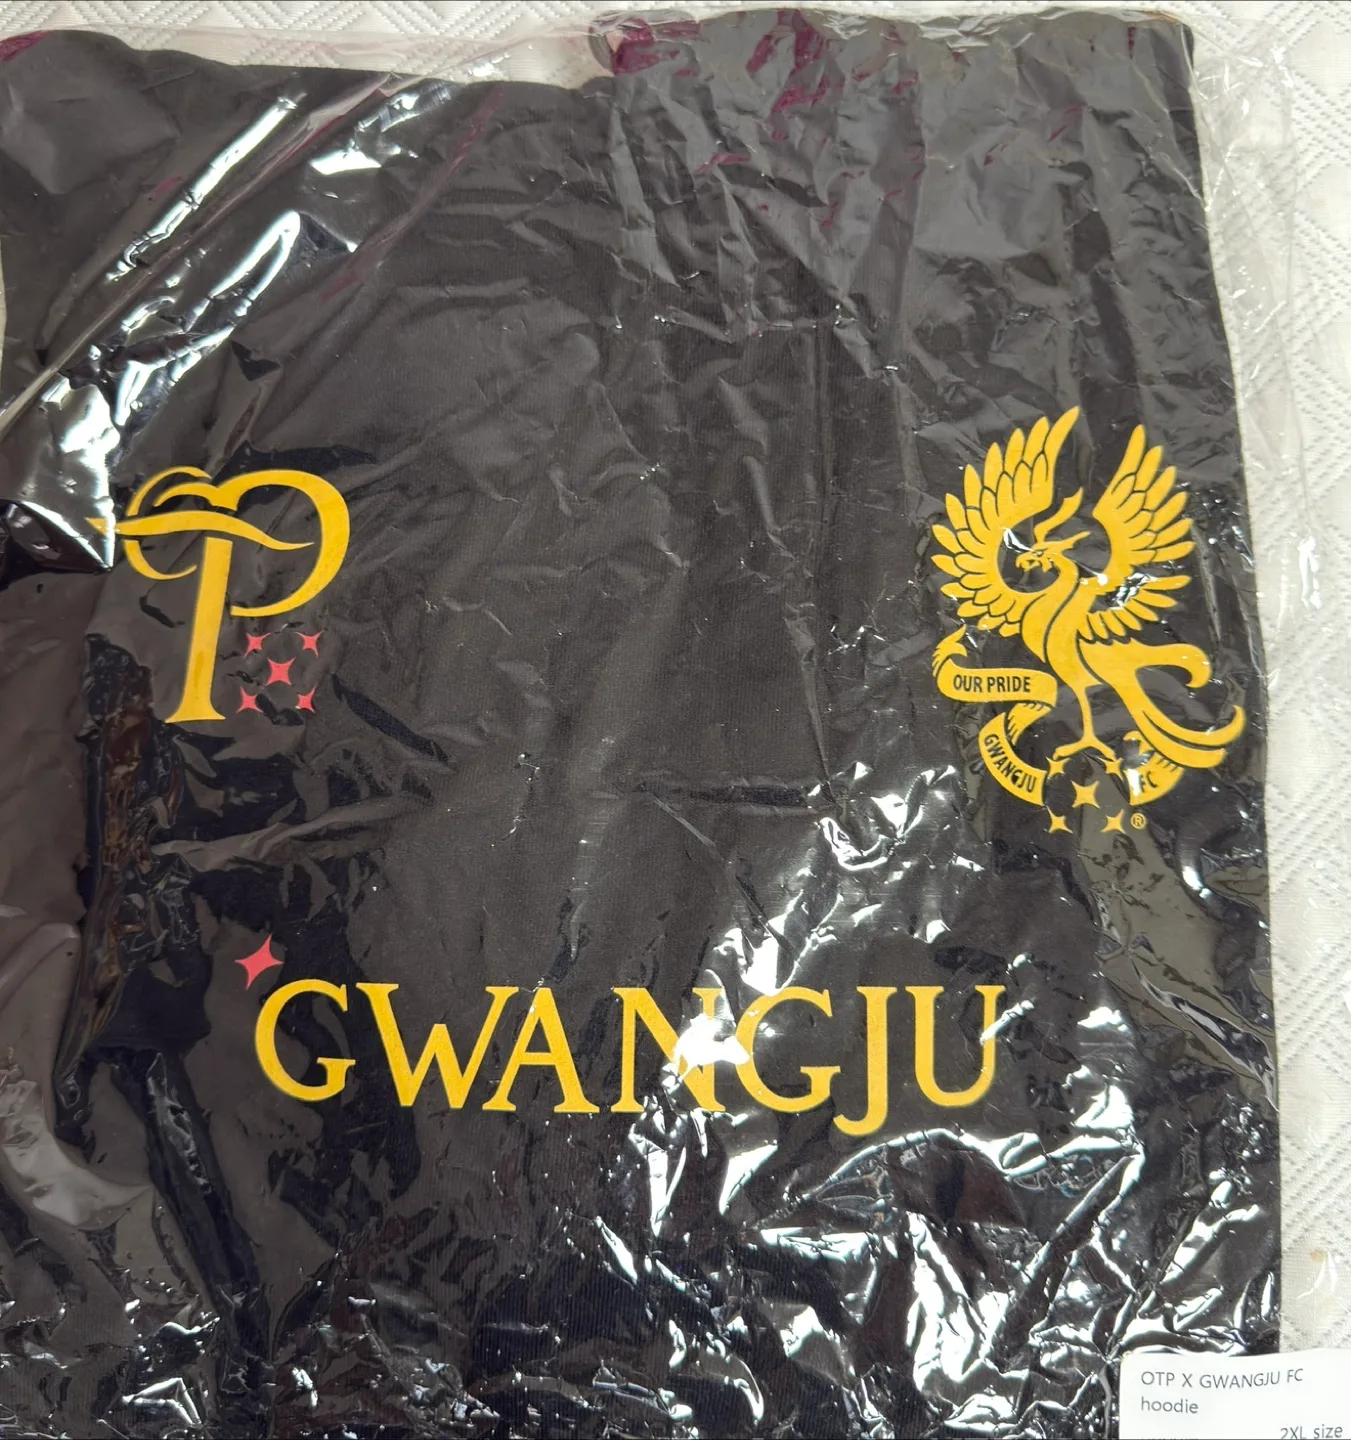 P
OUR PRIDE
GWANGJU FC
®
GWANGJU
OTP X GWANGJU FC
hoodie
2XL size